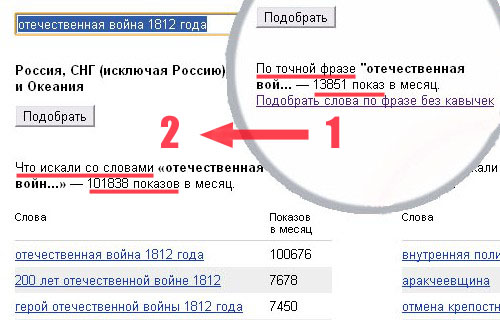 отечественная война 1812 года
Подобрать
Россия, СНГ (исключая Россию)
и Океания
Подобрать
По точной фразе "отечественная
вой... — 13851 показ в месяц.
Подобрать слова по фразе без кавычек
2 1
Что искали со словами «отечественная
войн...» — 101838 показов в месяц.
Слова Показов
в месяц Слова
отечественная война 1812 года 100676 внутренняя поли
200 лет отечественной войне 1812 7678 аракчеевщина
герой отечественной войны 1812 года 7450 отмена крепостн